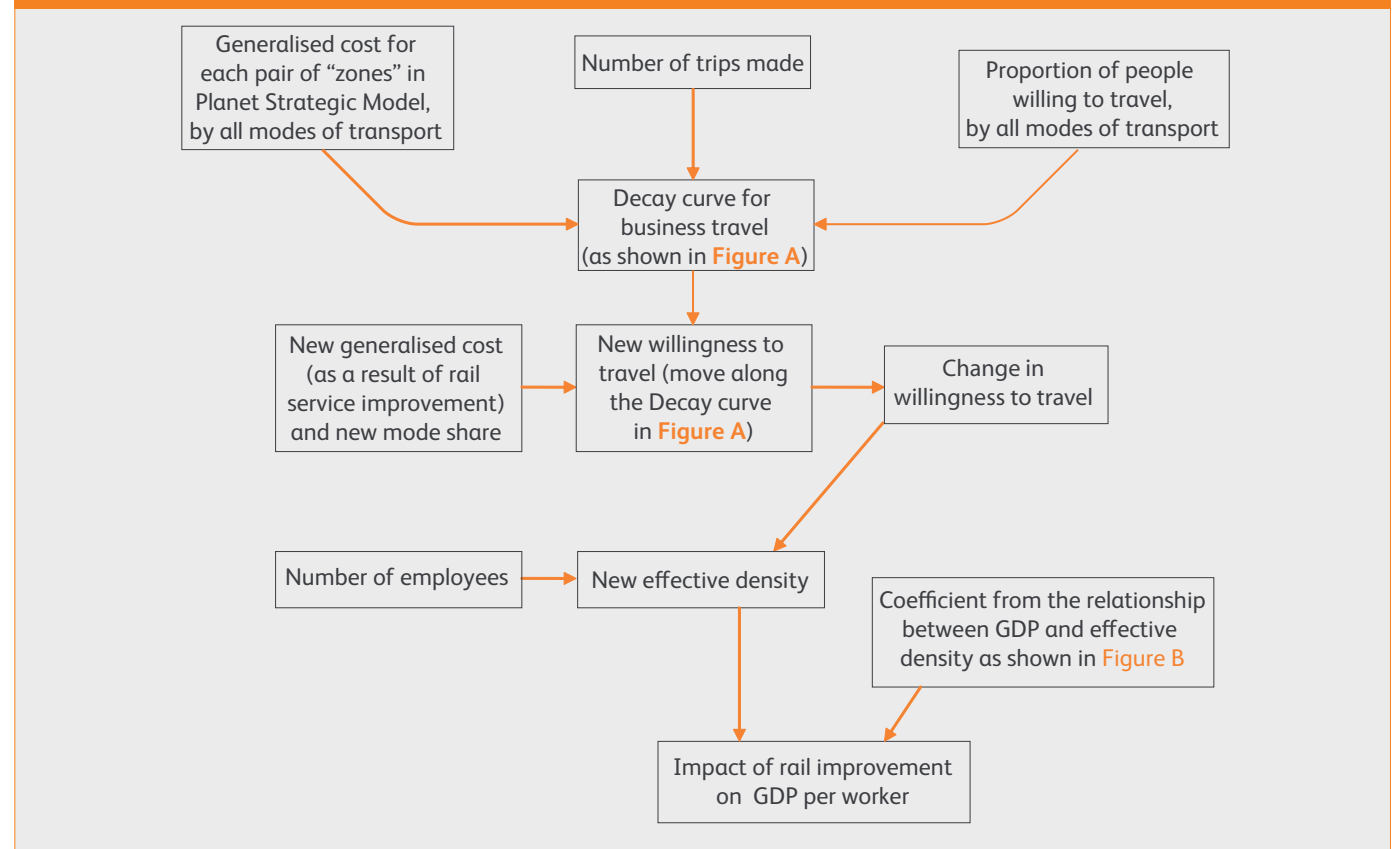 Generalised cost for
each pair of “zones” in
Planet Strategic Model,
by all modes of transport
Number of trips made
Proportion of people
willing to travel,
by all modes of transport
Decay curve for
business travel
(as shown in Figure A)
New generalised cost
(as a result of rail
service improvement)
and new mode share
New willingness to
travel (move along
the Decay curve
in Figure A)
Change in
willingness to travel
Number of employees
New effective density
Coefficient from the relationship
between GDP and effective
density as shown in Figure B
Impact of rail improvement
on GDP per worker